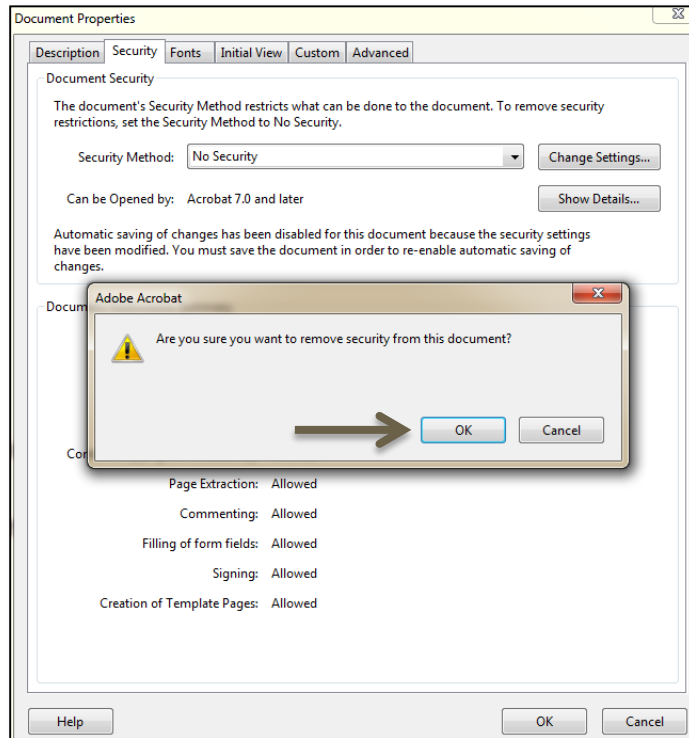 Document Properties
Description Security Fonts Initial View Custom Advanced
Document Security
The document's Security Method restricts what can be done to the document. To remove security
restrictions, set the Security Method to No Security.
Security Method: No Security Change Settings...
Can be Opened by: Acrobat 7.0 and later Show Details...
Automatic saving of changes has been disabled for this document because the security settings
have been modified. You must save the document in order to re-enable automatic saving of
changes.
Adobe Acrobat
Docum
Are you sure you want to remove security from this document?
OK Cancel
Cor
Page Extraction: Allowed
Commenting: Allowed
Filling of form fields: Allowed
Signing: Allowed
Creation of Template Pages: Allowed
Help OK Cancel